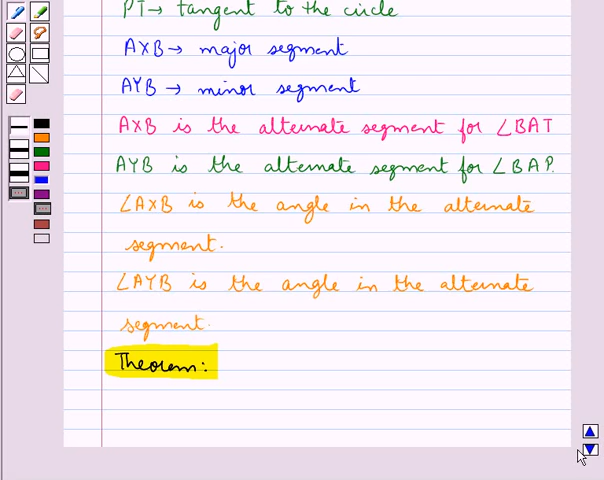 PT→ tangent to the circle
AXB → major segment
AYB → minor segment
AXB is the alternate segment for ∠BAT
AYB is the alternate segment for ∠BAP.
∠AXB is the angle in the alternate
segment.
∠AYB is the angle in the alternate
segment.
Theorem: